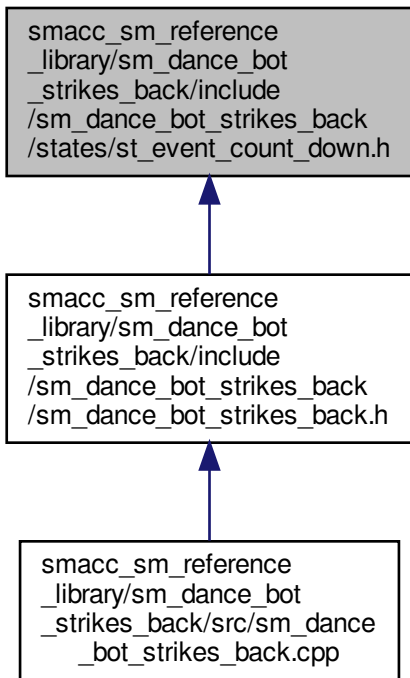 smacc_sm_reference
_library/sm_dance_bot
_strikes_back/include
/sm_dance_bot_strikes_back
/states/st_event_count_down.h
smacc_sm_reference
_library/sm_dance_bot
_strikes_back/include
/sm_dance_bot_strikes_back
/sm_dance_bot_strikes_back.h
smacc_sm_reference
_library/sm_dance_bot
_strikes_back/src/sm_dance
_bot_strikes_back.cpp